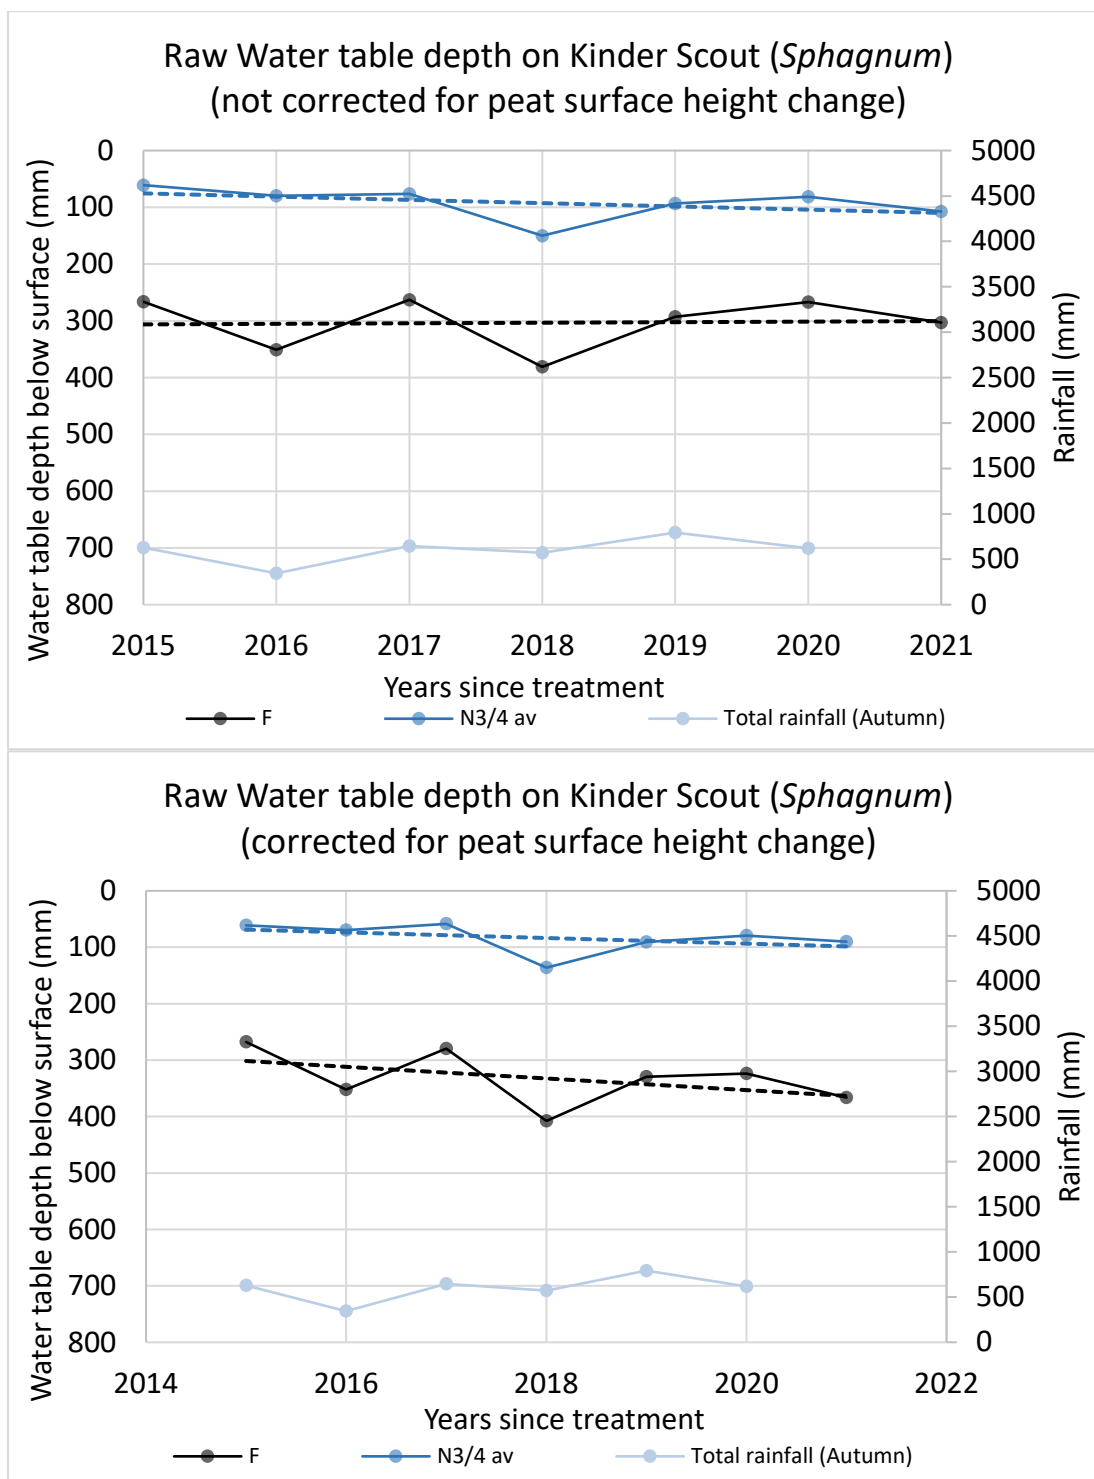 Raw Water table depth on Kinder Scout (Sphagnum)
(not corrected for peat surface height change)
Water table depth below surface (mm)
0
100
200
300
400
500
600
700
800
5000
4500
4000
3500
3000
2500
2000
1500
1000
500
0
Rainfall (mm)
2015 2016 2017 2018 2019 2020 2021
Years since treatment
F N3/4 av Total rainfall (Autumn)
Raw Water table depth on Kinder Scout (Sphagnum)
(corrected for peat surface height change)
Water table depth below surface (mm)
0
100
200
300
400
500
600
700
800
5000
4500
4000
3500
3000
2500
2000
1500
1000
500
0
Rainfall (mm)
2014 2016 2018 2020 2022
Years since treatment
F N3/4 av Total rainfall (Autumn)